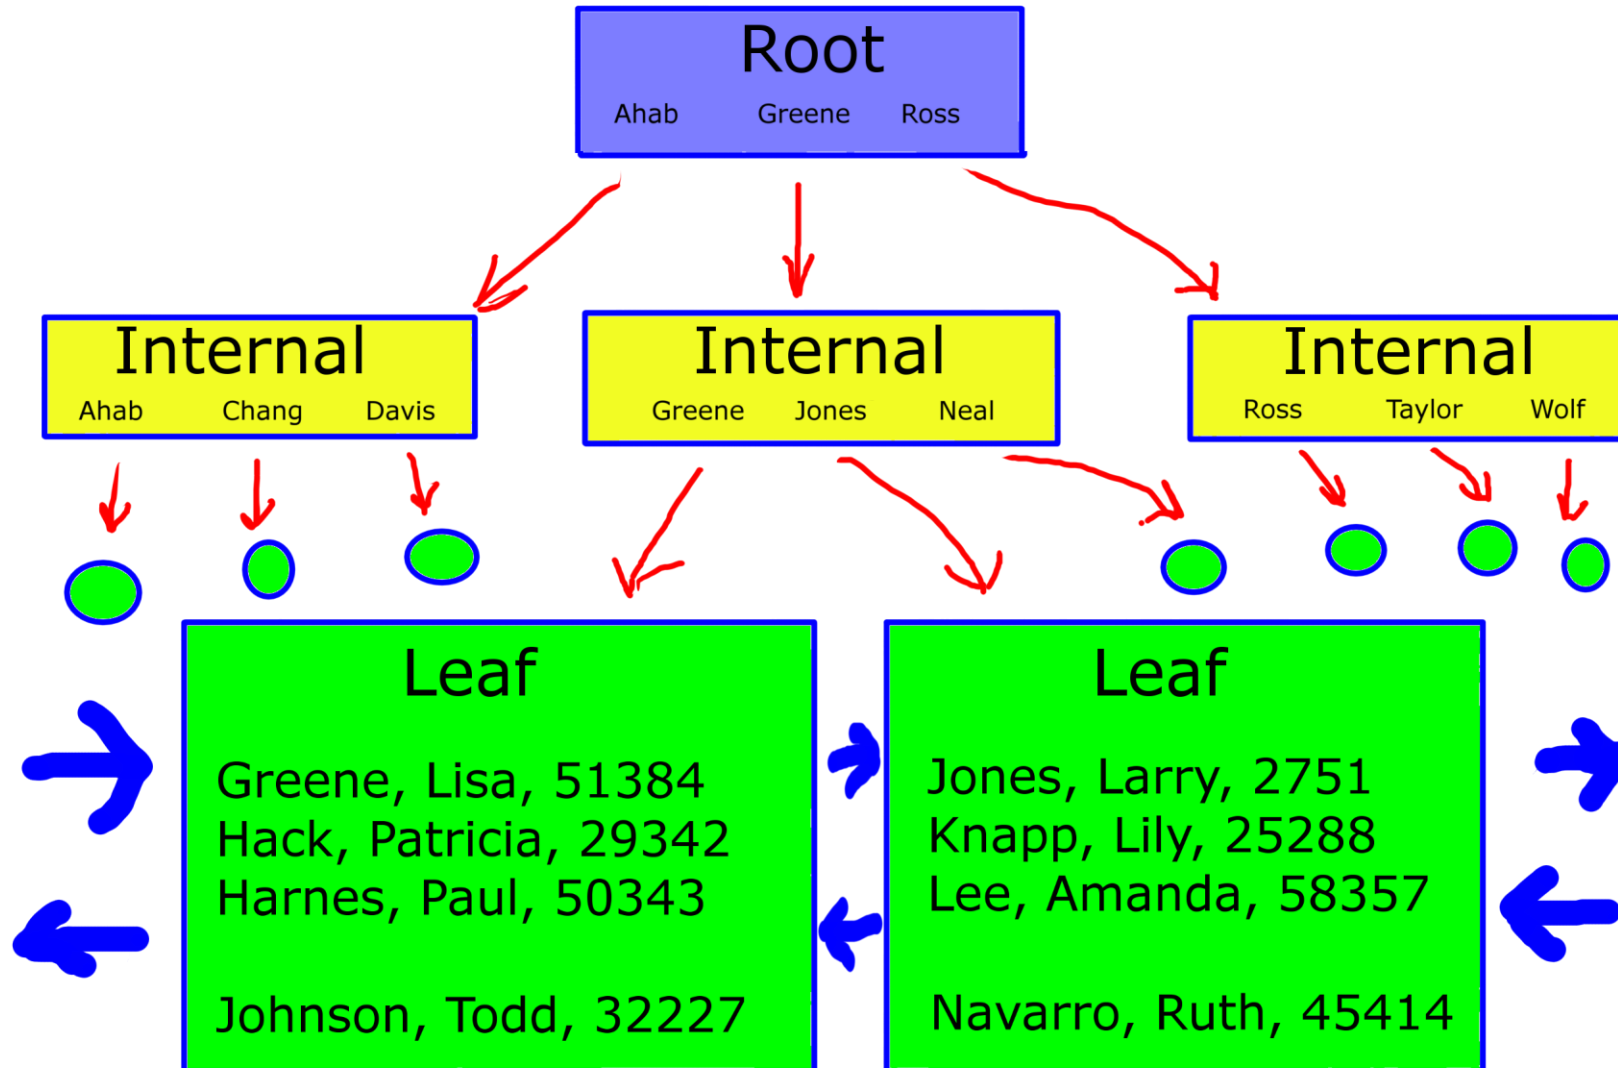 Root
Ahab Greene Ross
Internal
Ahab Chang Davis
Internal
Greene Jones Neal
Internal
Ross Taylor Wolf
Leaf
Greene, Lisa, 51384
Hack, Patricia, 29342
Harnes, Paul, 50343
Johnson, Todd, 32227
Leaf
Jones, Larry, 2751
Knapp, Lily, 25288
Lee, Amanda, 58357
Navarro, Ruth, 45414